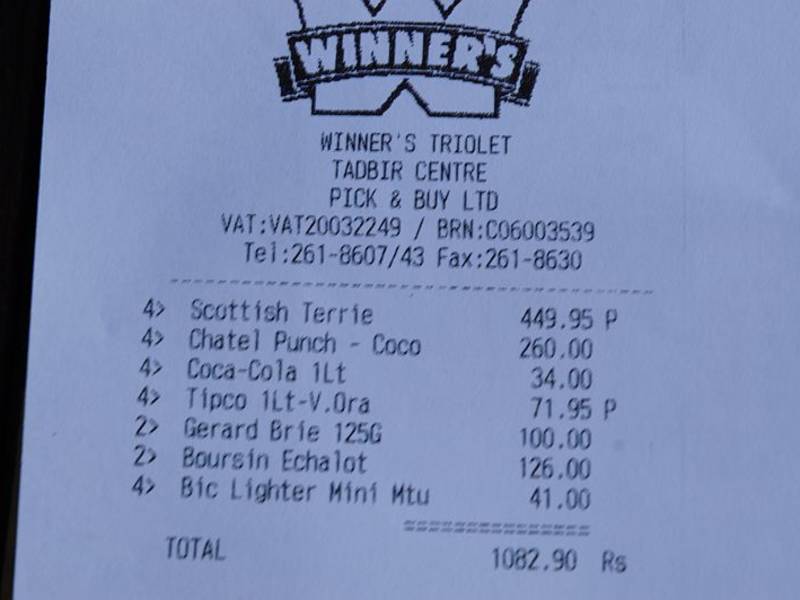 WINNER'S
WINNER'S TRIOLET
TADBIR CENTRE
PICK & BUY LTD
VAT:VAT20032249 / BRN:C06003539
Tel:261-8607/43 Fax:261-8630
4> Scottish Terrie 449.95 P
4> Chatel Punch - Coco 260.00
4> Coca-Cola 1Lt 34.00
4> Tipco 1Lt-V.Ora 71.95 P
2> Gerard Brie 125G 100.00
2> Boursin Echalot 126.00
4> Bic Lighter Mini Mtu 41.00
TOTAL 1082.90 Rs